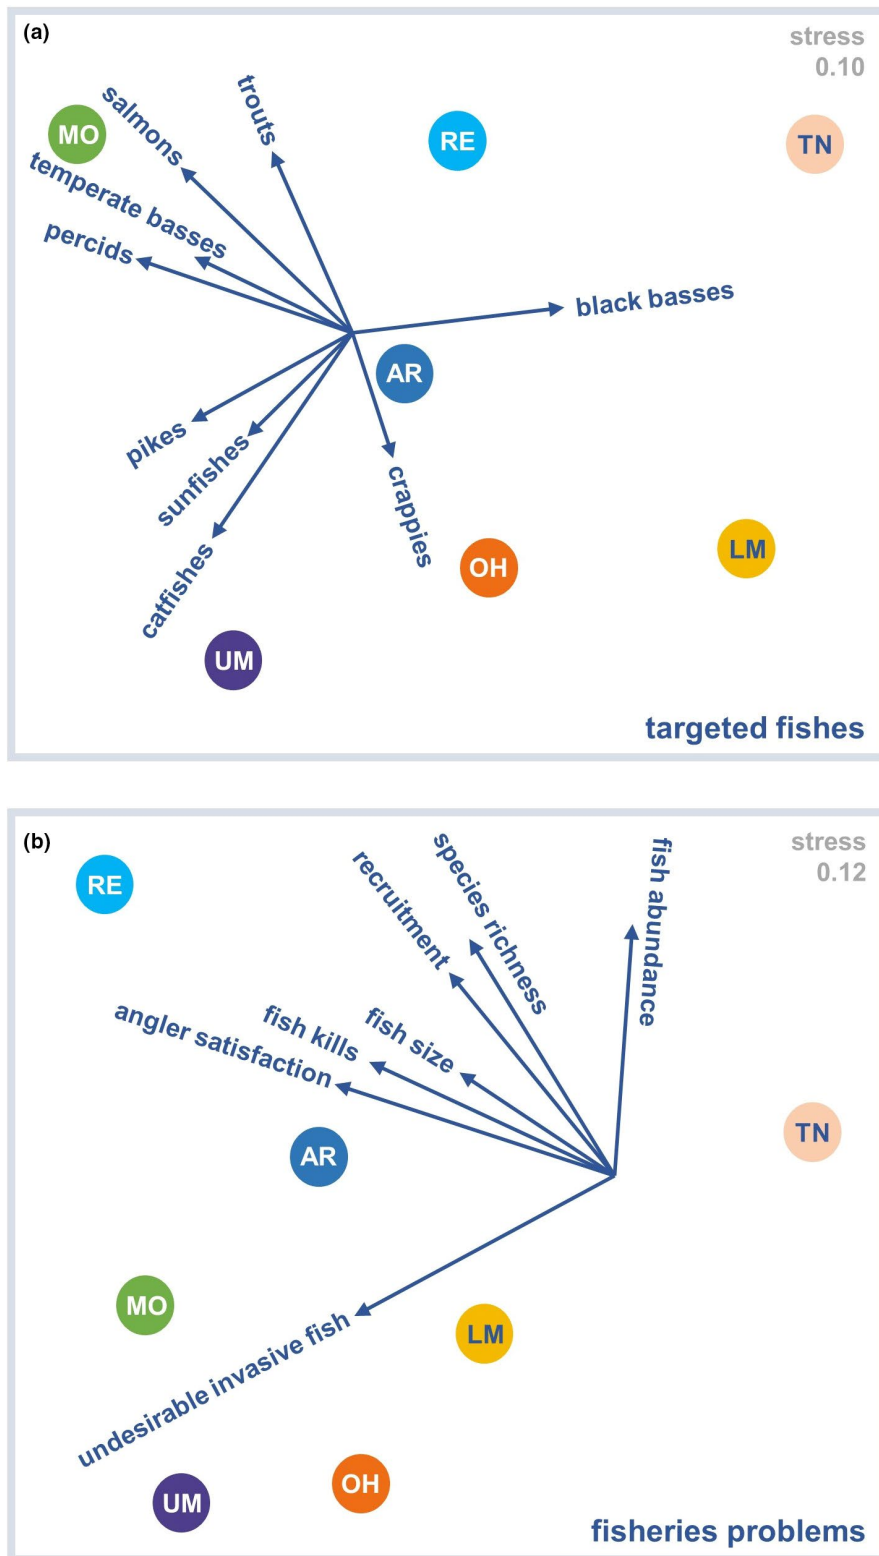 (a)
stress
0.10
MO
salmons
trouts
RE
TN
temperate basses
percids
black basses
AR
pikes
sunfishes
crappies
catfishes
OH
LM
UM
targeted fishes
(b)
stress
0.12
RE
recruitment
species richness
fish abundance
angler satisfaction
fish kills
fish size
TN
AR
MO
LM
undesirable invasive fish
UM
OH
fisheries problems